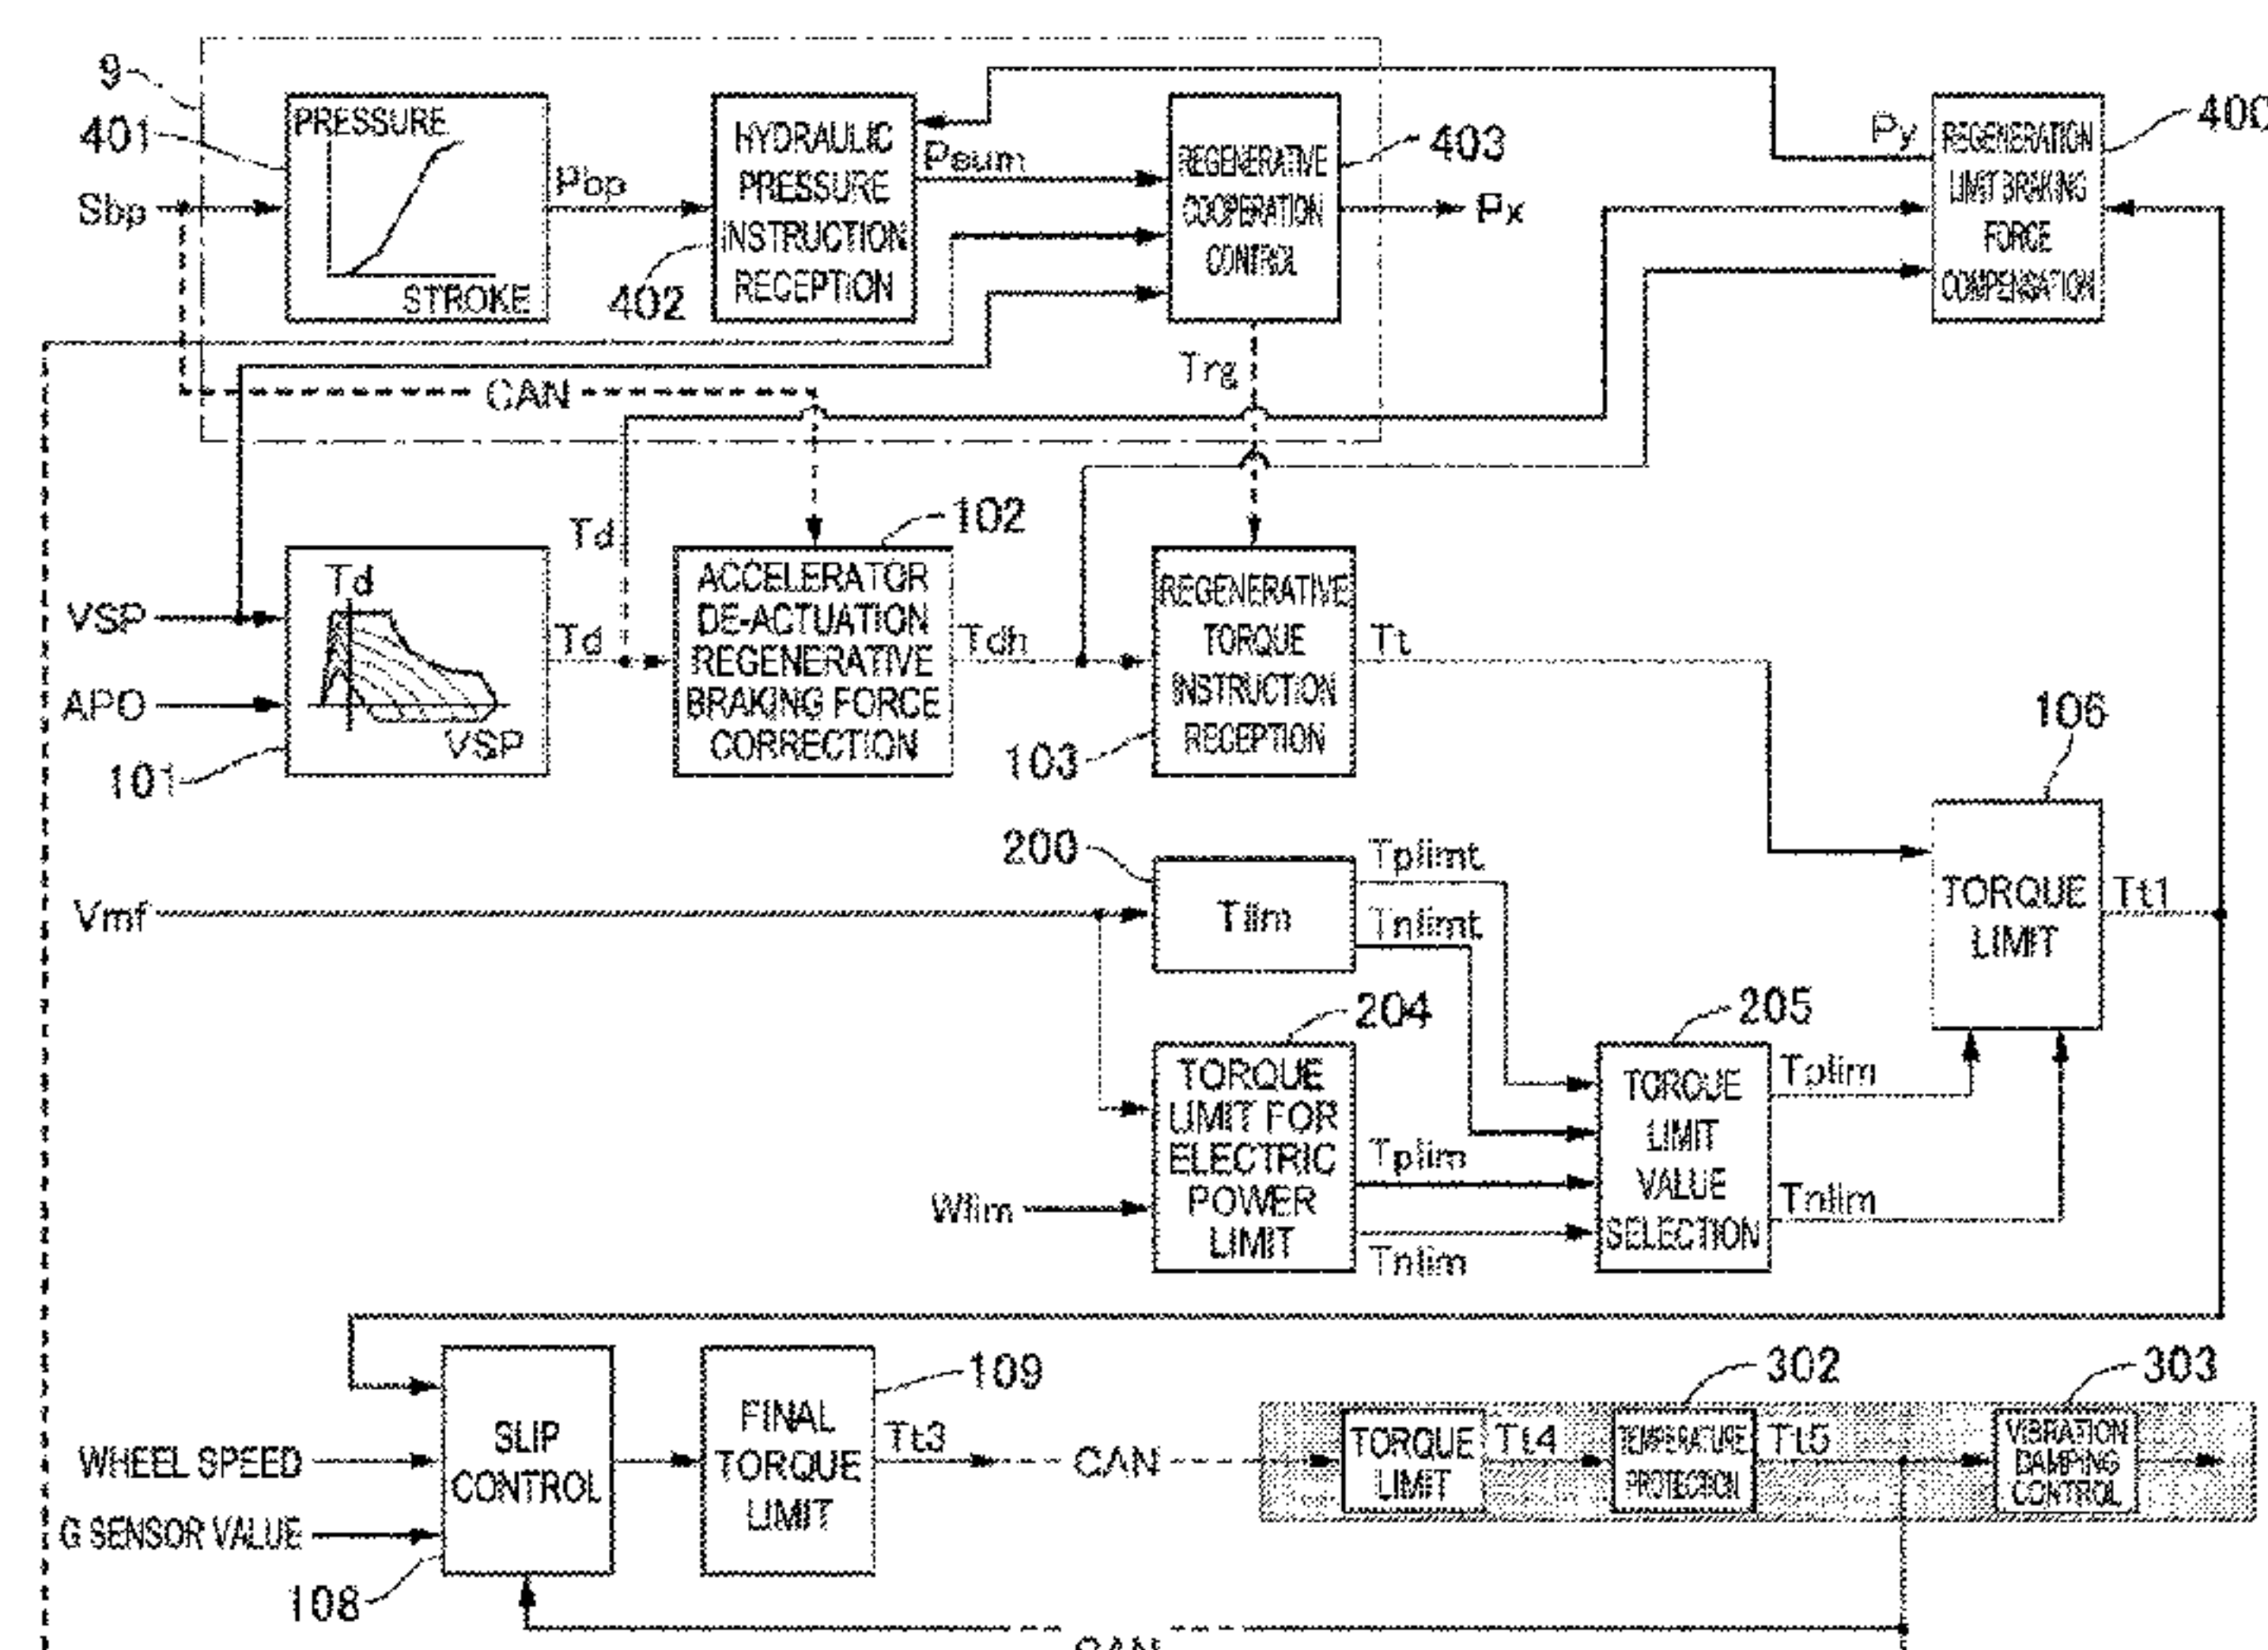 9
401
PRESSURE
STROKE
Sbp
Pbp
HYDRAULIC
PRESSURE
INSTRUCTION
RECEPTION
402
Psum
REGENERATIVE
COOPERATION
CONTROL
403
Px
Py
REGENERATION
LIMIT BRAKING
FORCE
COMPENSATION
400
CAN
Trg
VSP
APO
Td
VSP
101
Td
Td
ACCELERATOR
DE-ACTUATION
REGENERATIVE
BRAKING FORCE
CORRECTION
102
Tdh
REGENERATIVE
TORQUE
INSTRUCTION
RECEPTION
103
Tt
106
TORQUE
LIMIT
Tt1
Vmf
200
Tlim
Tplimt
Tnlimt
204
TORQUE
LIMIT FOR
ELECTRIC
POWER
LIMIT
Wlim
Tplim
Tnlim
205
TORQUE
LIMIT
VALUE
SELECTION
Tplim
Tnlim
WHEEL SPEED
G SENSOR VALUE
SLIP
CONTROL
108
FINAL
TORQUE
LIMIT
109
Tt3
CAN
TORQUE
LIMIT
Tt4
302
TEMPERATURE
PROTECTION
Tt5
303
VIBRATION
DAMPING
CONTROL
CAN